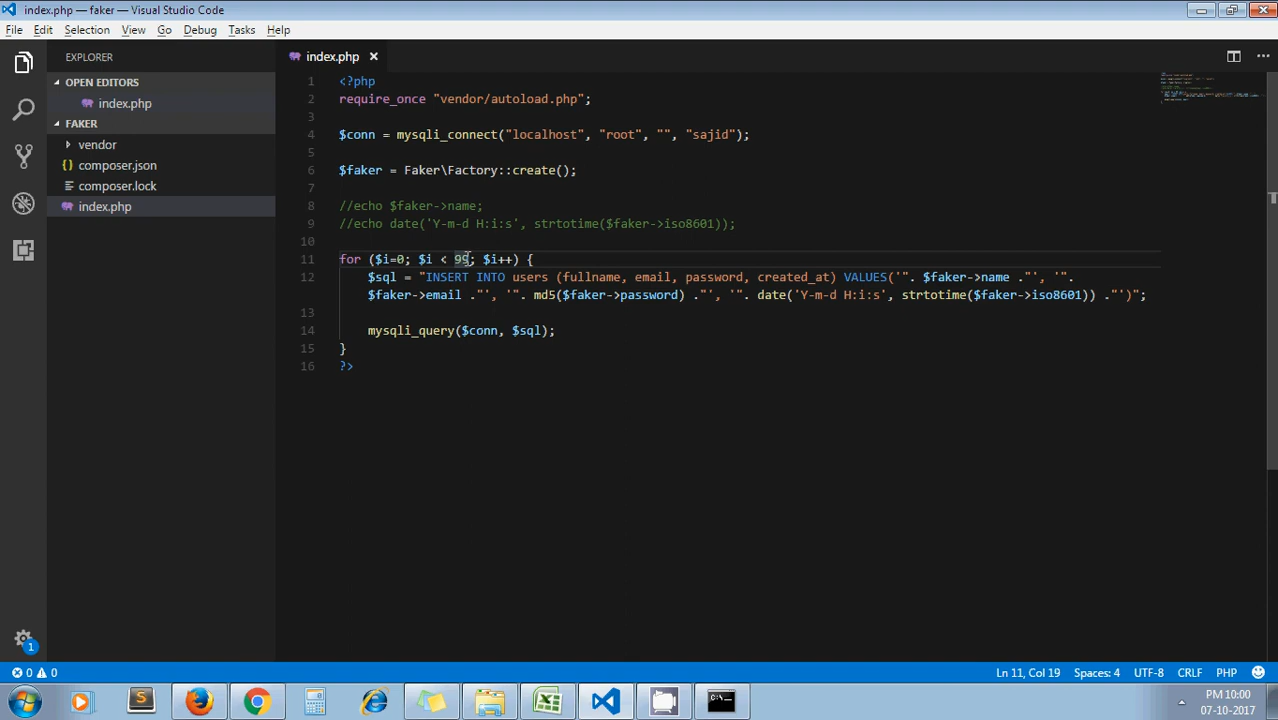 index.php — faker — Visual Studio Code
File Edit Selection View Go Debug Tasks Help
EXPLORER
OPEN EDITORS
index.php
FAKER
vendor
{} composer.json
composer.lock
index.php
index.php ×
1 <?php
2 require_once "vendor/autoload.php";
3
4 $conn = mysqli_connect("localhost", "root", "", "sajid");
5
6 $faker = Faker\Factory::create();
7
8 //echo $faker->name;
9 //echo date('Y-m-d H:i:s', strtotime($faker->iso8601));
10
11 for ($i=0; $i < 99; $i++) {
12 $sql = "INSERT INTO users (fullname, email, password, created_at) VALUES('". $faker->name ."', '".
$faker->email ."', '". md5($faker->password) ."', '". date('Y-m-d H:i:s', strtotime($faker->iso8601)) ."')";
13
14 mysqli_query($conn, $sql);
15 }
16 ?>
1
0 0 Ln 11, Col 19 Spaces: 4 UTF-8 CRLF PHP
PM 10:00
07-10-2017